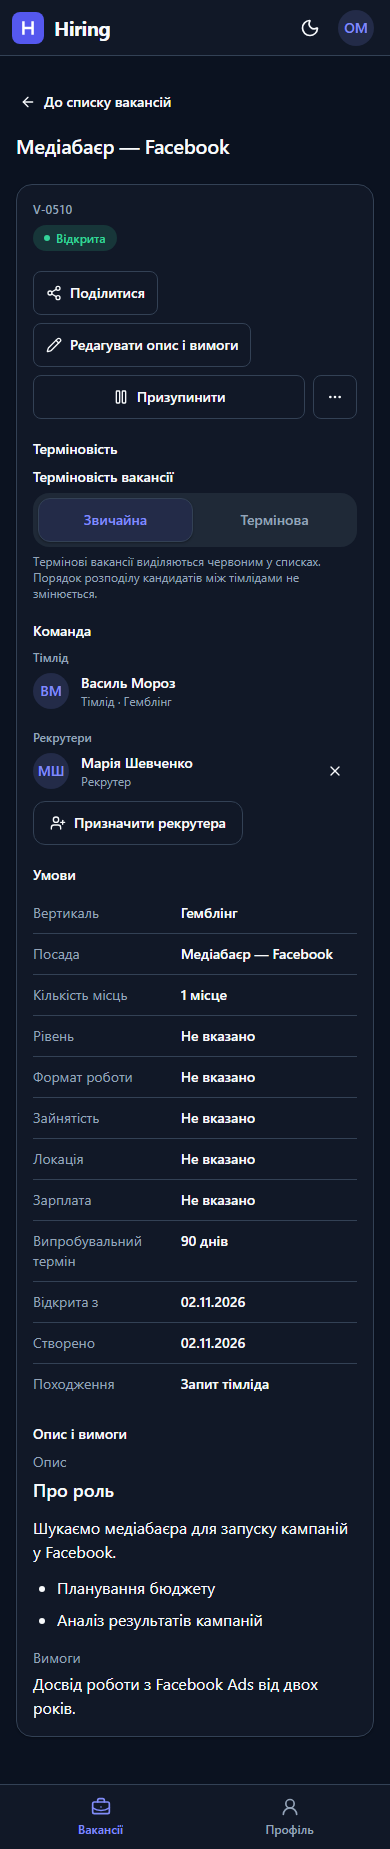 H Hiring
ОМ
До списку вакансій
Медіабаєр — Facebook
V-0510
Відкрита
Поділитися
Редагувати опис і вимоги
Призупинити
Терміновість
Терміновість вакансії
Звичайна Термінова
Термінові вакансії виділяються червоним у списках.
Порядок розподілу кандидатів між тімлідами не
змінюється.
Команда
Тімлід
ВМ
Василь Мороз
Тімлід · Гемблінг
Рекрутери
МШ
Марія Шевченко
Рекрутер
Призначити рекрутера
Умови
Вертикаль Гемблінг
Посада Медіабаєр — Facebook
Кількість місць 1 місце
Рівень Не вказано
Формат роботи Не вказано
Зайнятість Не вказано
Локація Не вказано
Зарплата Не вказано
Випробувальний 90 днів
термін
Відкрита з 02.11.2026
Створено 02.11.2026
Походження Запит тімліда
Опис і вимоги
Опис
Про роль
Шукаємо медіабаєра для запуску кампаній
у Facebook.
• Планування бюджету
• Аналіз результатів кампаній
Вимоги
Досвід роботи з Facebook Ads від двох
років.
Вакансії Профіль